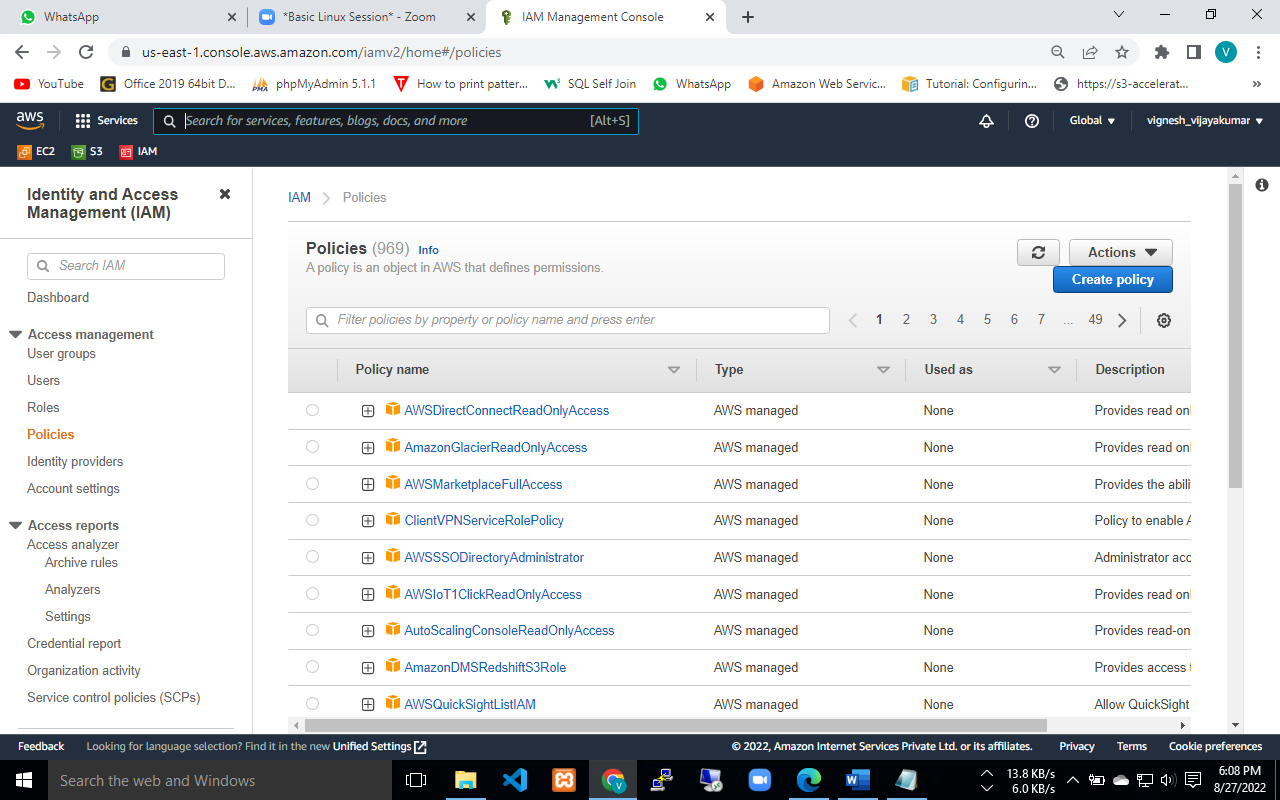 WhatsApp
*Basic Linux Session* - Zoom
IAM Management Console
us-east-1.console.aws.amazon.com/iamv2/home#/policies
V
YouTube
Office 2019 64bit D...
phpMyAdmin 5.1.1
How to print patter...
SQL Self Join
WhatsApp
Amazon Web Servic...
Tutorial: Configurin...
https://s3-accelerat...
aws
Services
Search for services, features, blogs, docs, and more
[Alt+S]
Global
vignesh_vijayakumar
EC2
S3
IAM
Identity and Access
Management (IAM)
Search IAM
Dashboard
Access management
User groups
Users
Roles
Policies
Identity providers
Account settings
Access reports
Access analyzer
Archive rules
Analyzers
Settings
Credential report
Organization activity
Service control policies (SCPs)
IAM
Policies
Policies (969) Info
A policy is an object in AWS that defines permissions.
Actions
Create policy
Filter policies by property or policy name and press enter
1 2 3 4 5 6 7 ... 49
Policy name Type Used as Description
AWSDirectConnectReadOnlyAccess AWS managed None Provides read onl
AmazonGlacierReadOnlyAccess AWS managed None Provides read onl
AWSMarketplaceFullAccess AWS managed None Provides the abili
ClientVPNServiceRolePolicy AWS managed None Policy to enable A
AWSSSODirectoryAdministrator AWS managed None Administrator acc
AWSIoT1ClickReadOnlyAccess AWS managed None Provides read onl
AutoScalingConsoleReadOnlyAccess AWS managed None Provides read-on
AmazonDMSRedshiftS3Role AWS managed None Provides access t
AWSQuickSightListIAM AWS managed None Allow QuickSight
Feedback
Looking for language selection? Find it in the new Unified Settings
© 2022, Amazon Internet Services Private Ltd. or its affiliates.
Privacy
Terms
Cookie preferences
Search the web and Windows
13.8 KB/s
6.0 KB/s
6:08 PM
8/27/2022